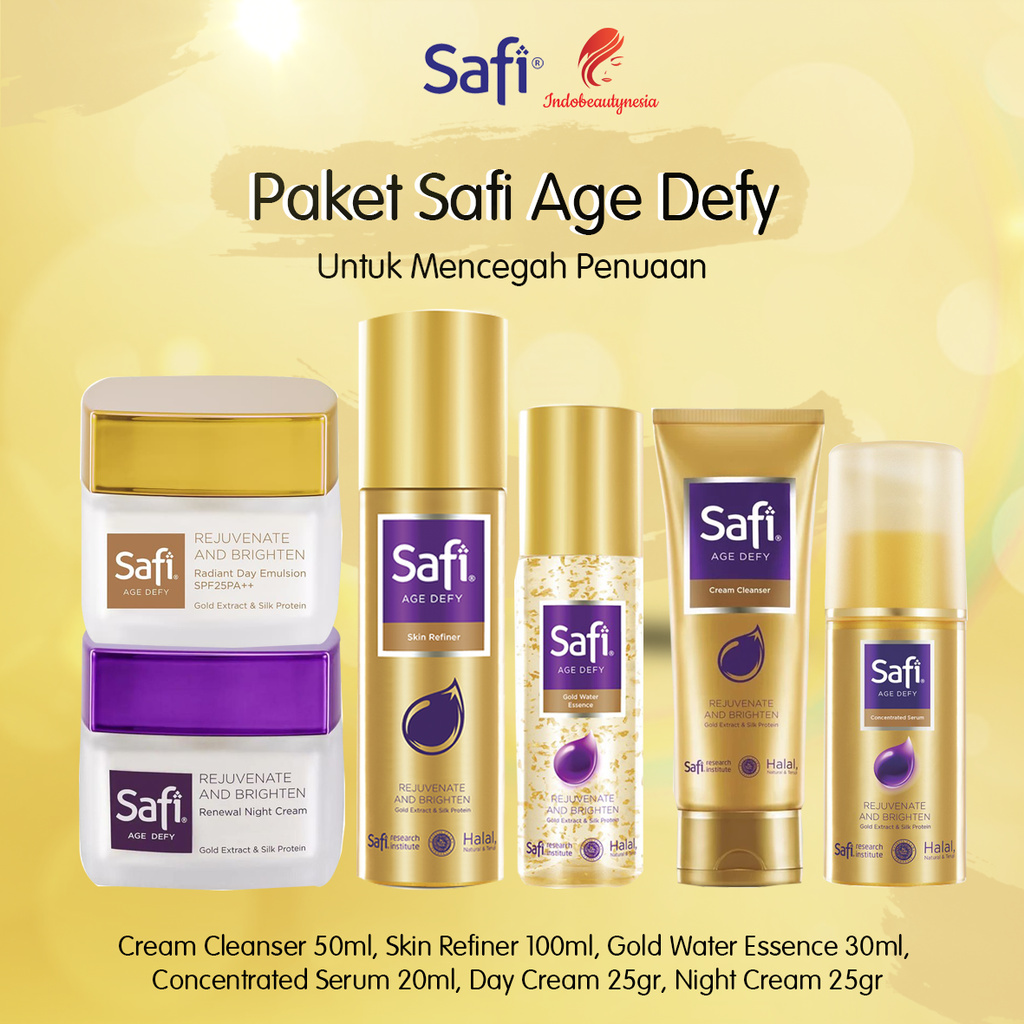 Safi®
Indobeautynesia
Paket Safi Age Defy
Untuk Mencegah Penuaan
Safi®
AGE DEFY
REJUVENATE
AND BRIGHTEN
Radiant Day Emulsion
SPF25PA++
Gold Extract & Silk Protein
Safi®
AGE DEFY
REJUVENATE
AND BRIGHTEN
Renewal Night Cream
Gold Extract & Silk Protein
Safi®
AGE DEFY
Skin Refiner
REJUVENATE
AND BRIGHTEN
Gold Extract & Silk Protein
Safi research
institute
Halal,
Safi®
AGE DEFY
Gold Water
Essence
REJUVENATE
AND BRIGHTEN
Gold Extract & Silk Protein
Safi research
institute
Halal,
Safi®
AGE DEFY
Cream Cleanser
REJUVENATE
AND BRIGHTEN
Gold Extract & Silk Protein
Safi research
institute
Halal,
Safi®
AGE DEFY
Concentrated Serum
REJUVENATE
AND BRIGHTEN
Gold Extract & Silk Protein
Safi research
institute
Halal,
Cream Cleanser 50ml, Skin Refiner 100ml, Gold Water Essence 30ml,
Concentrated Serum 20ml, Day Cream 25gr, Night Cream 25gr